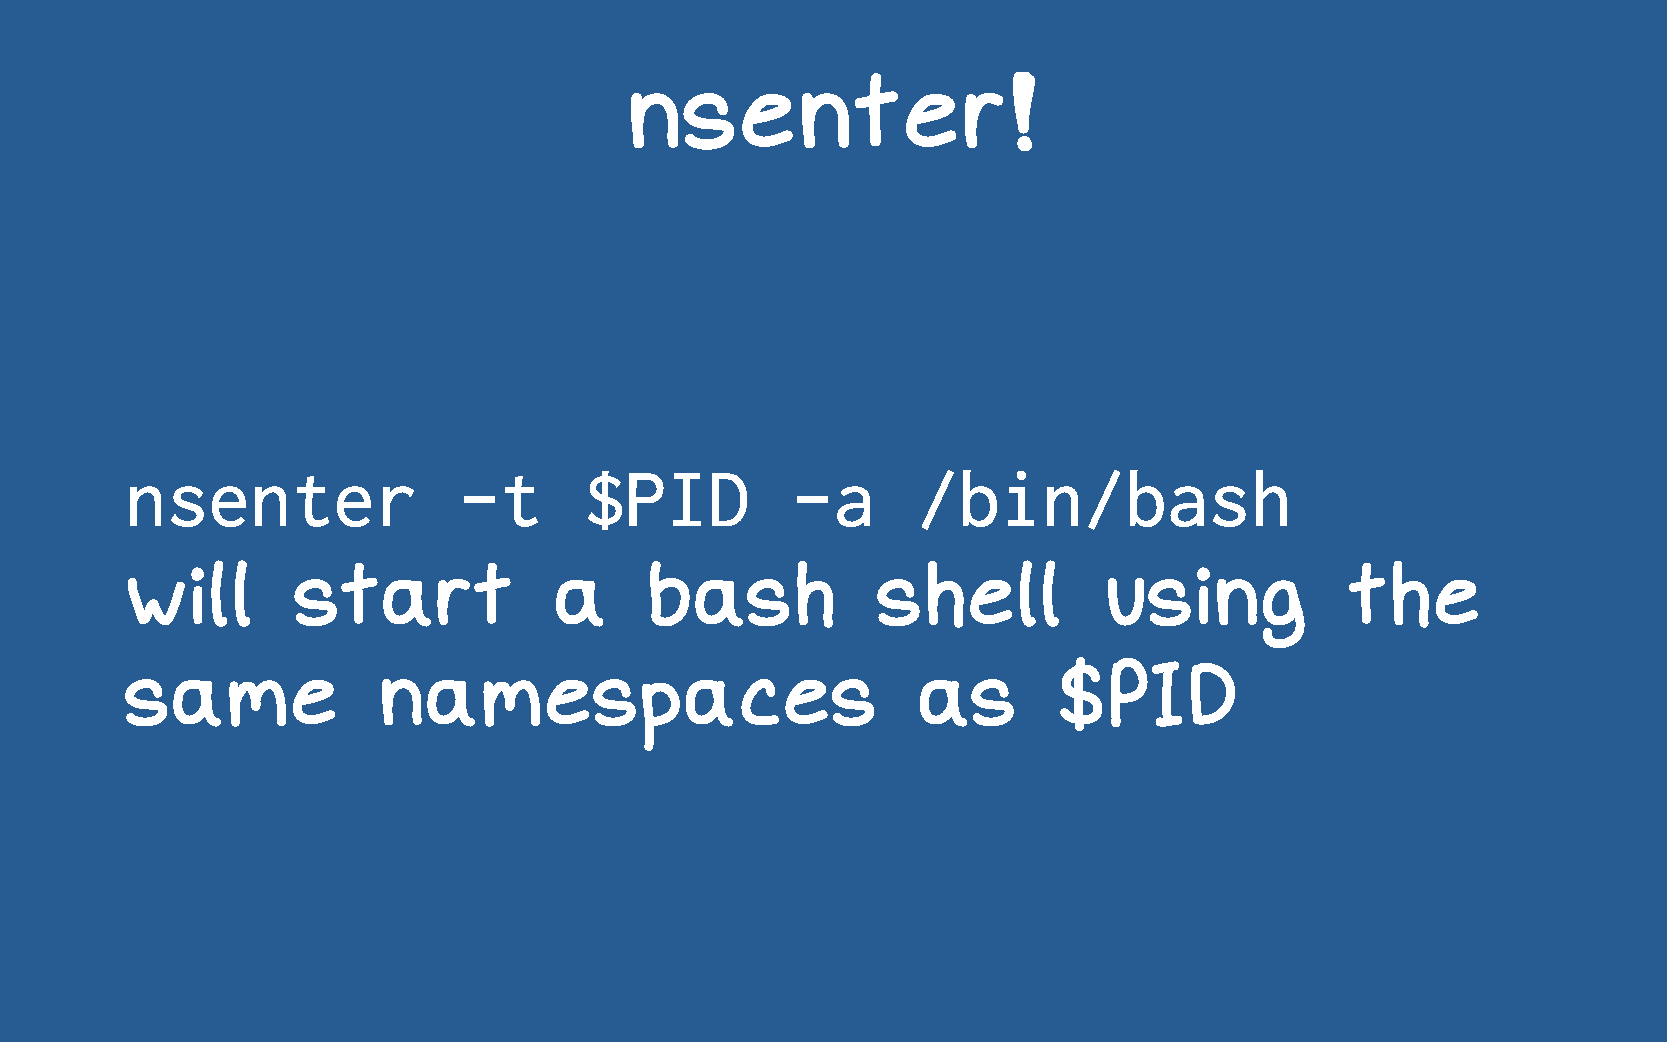 nsenter!
nsenter -t $PID -a /bin/bash
will start a bash shell using the
same namespaces as $PID